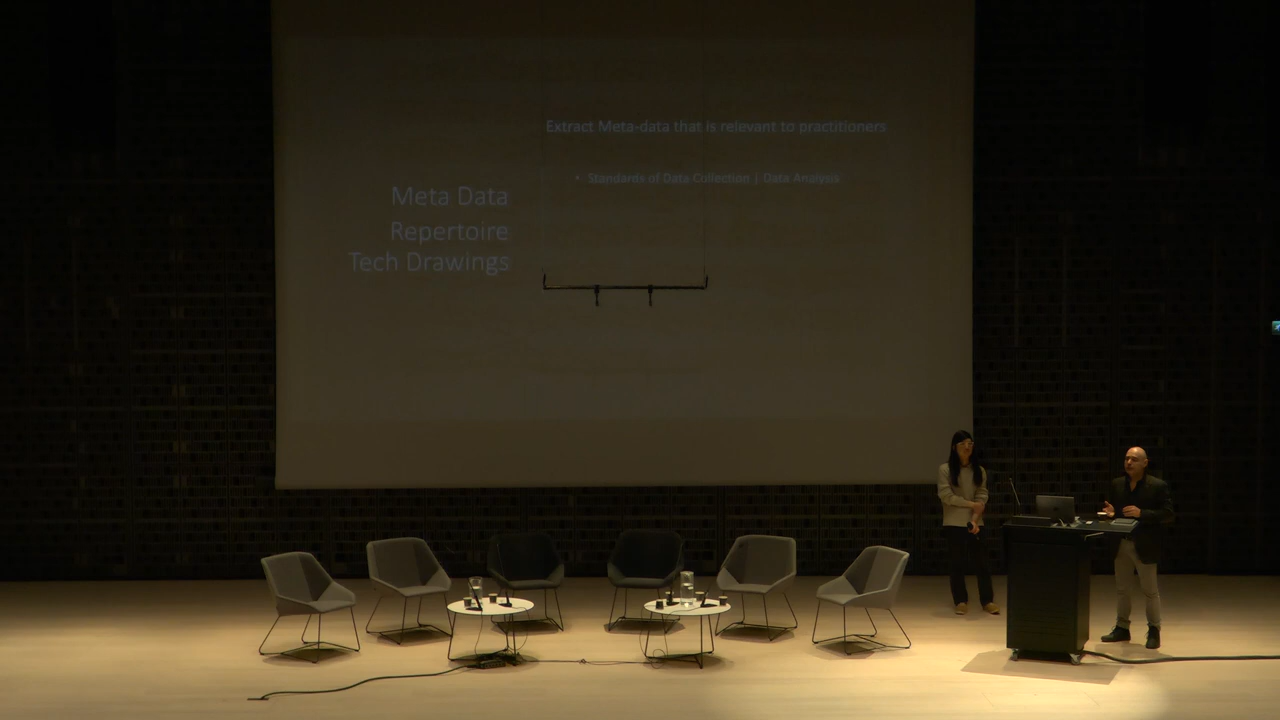 Meta Data
Repertoire
Tech Drawings
Extract Meta-data that is relevant to practitioners
• Standards of Data Collection | Data Analysis